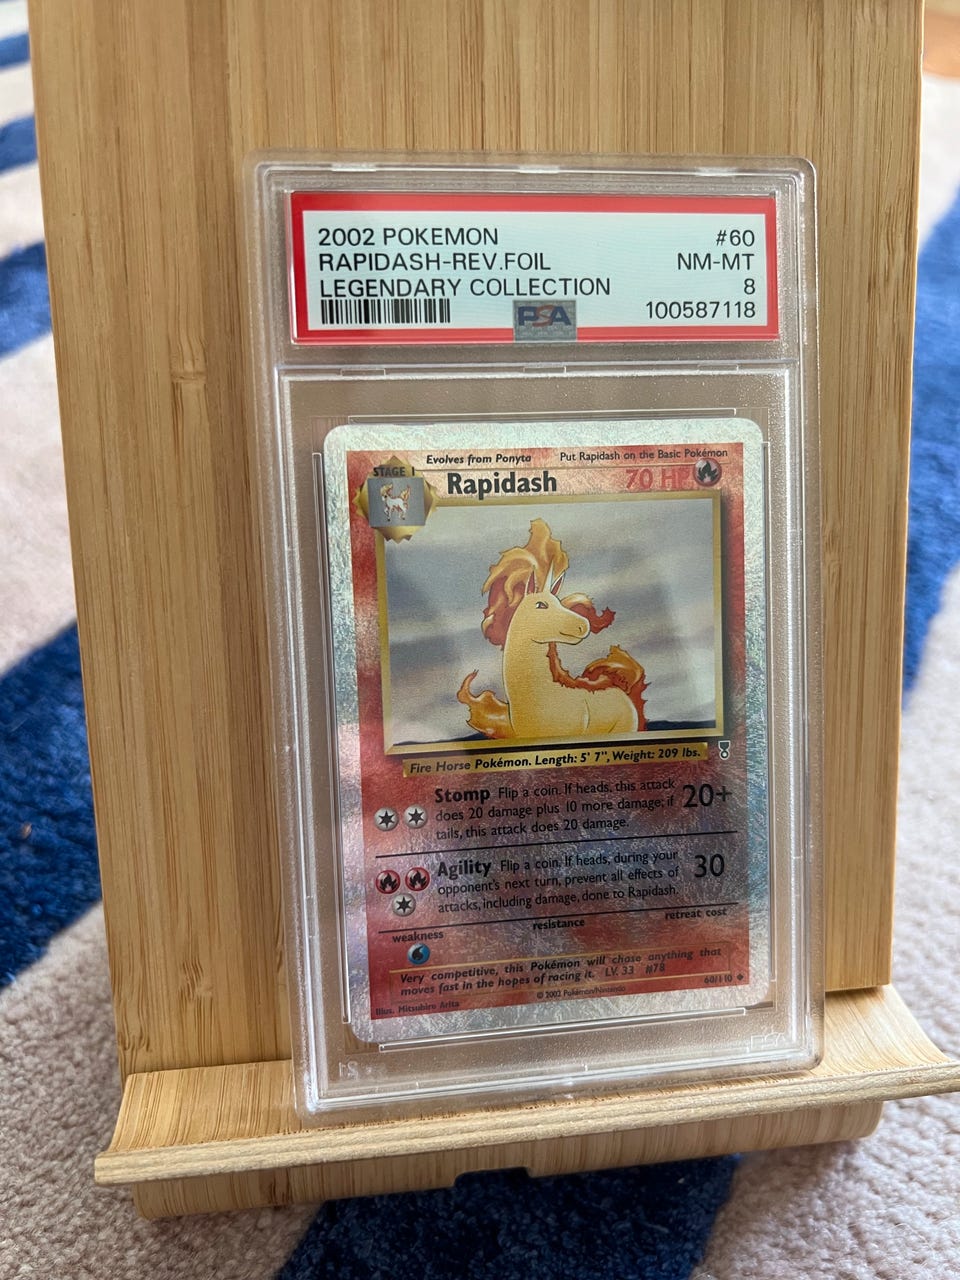 2002 POKEMON #60
RAPIDASH-REV.FOIL NM-MT
LEGENDARY COLLECTION 8
100587118
PSA
Evolves from Ponyta Put Rapidash on the Basic Pokémon
STAGE 1
Rapidash 70 HP
Fire Horse Pokémon. Length: 5' 7", Weight: 209 lbs.
Stomp Flip a coin. If heads, this attack
does 20 damage plus 10 more damage; if
tails, this attack does 20 damage.
20+
Agility Flip a coin. If heads, during your
opponent's next turn, prevent all effects of
attacks, including damage, done to Rapidash.
30
weakness resistance retreat cost
Very competitive, this Pokémon will chase anything that
moves fast in the hopes of racing it. LV. 33 #78
60/110
Illus. Mitsuhiro Arita
© 2002 Pokémon/Nintendo